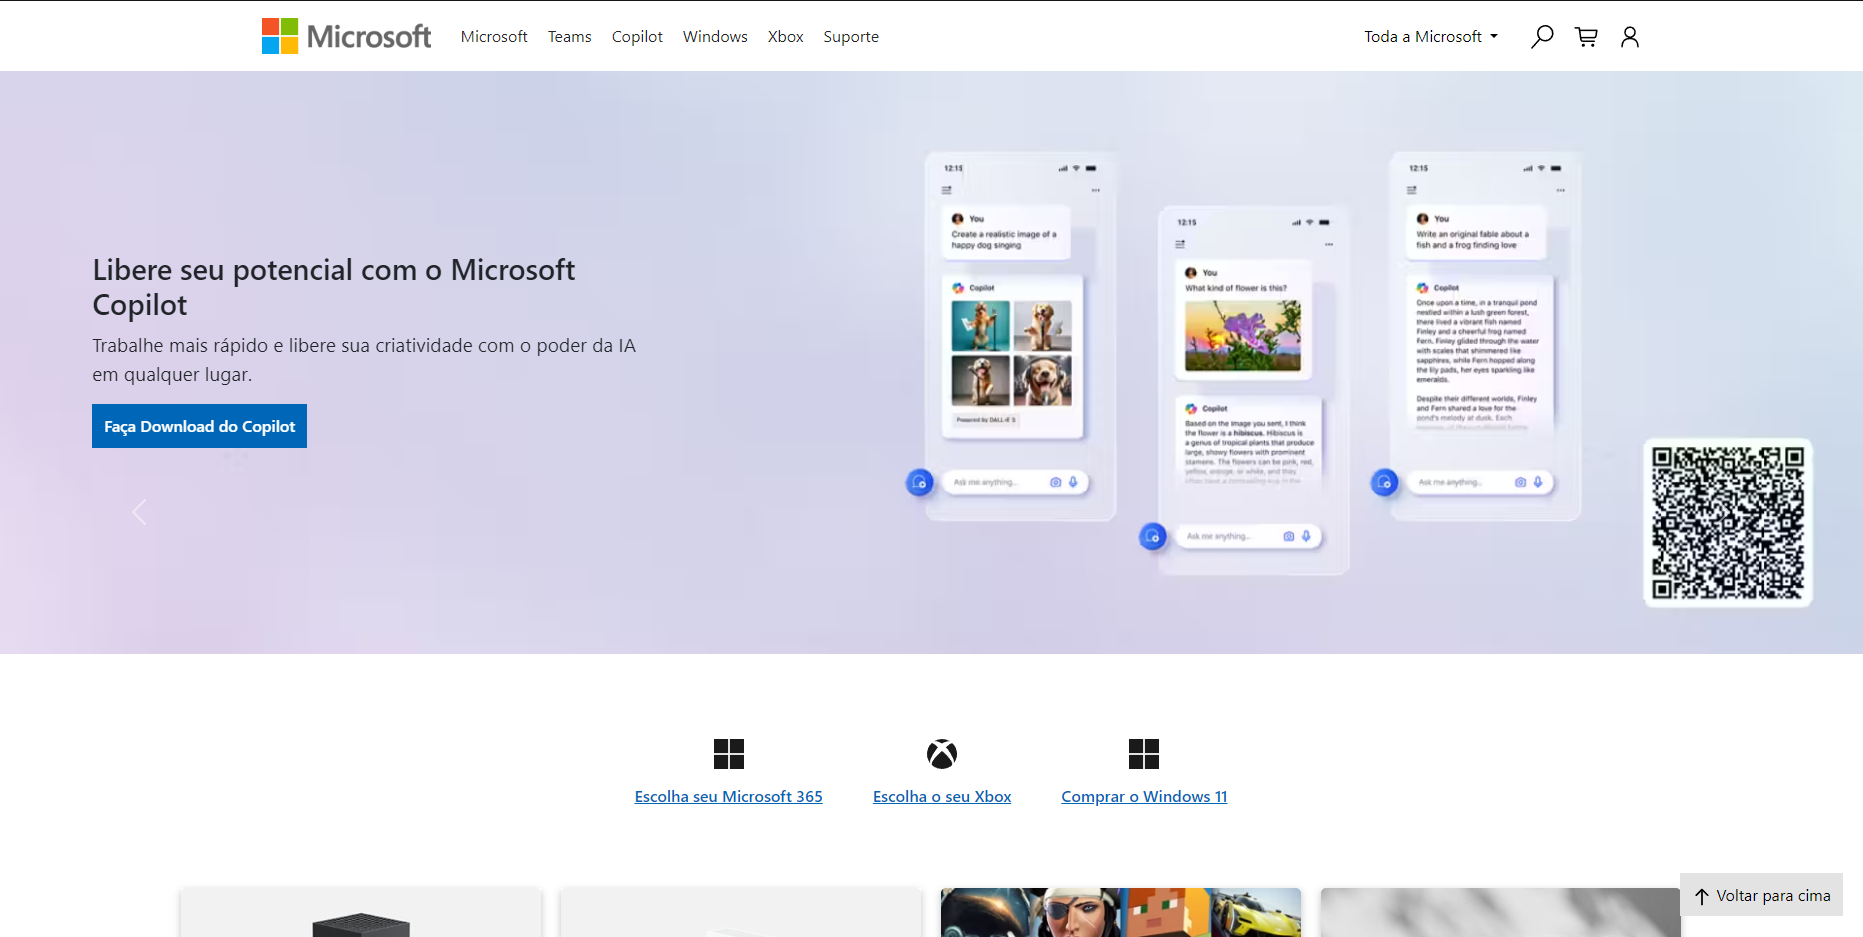 Microsoft
Microsoft Teams Copilot Windows Xbox Suporte
Toda a Microsoft
Libere seu potencial com o Microsoft
Copilot
Trabalhe mais rápido e libere sua criatividade com o poder da IA
em qualquer lugar.
Faça Download do Copilot
12:15
You
Create a realistic image of a
happy dog singing
Copilot
Powered by DALL·E 3
Ask me anything...
12:15
You
What kind of flower is this?
Copilot
Based on the image you sent, I think
the flower is a hibiscus. Hibiscus is
a genus of tropical plants that produce
large, showy flowers with prominent
stamens. The flowers can be pink, red,
yellow, orange, or white, and they
Ask me anything...
12:15
You
Write an original fable about a
fish and a frog finding love
Copilot
Once upon a time, in a tranquil pond
nestled within a lush green forest,
there lived a vibrant fish named
Finley and a cheerful frog named
Fern. Finley glided through the water
with scales that shimmered like
sapphires, while Fern hopped along
the lily pads, her eyes sparkling like
emeralds.
Despite their different worlds, Finley
and Fern shared a love for the
pond's melody at dusk. Each
Ask me anything...
Escolha seu Microsoft 365
Escolha o seu Xbox
Comprar o Windows 11
Voltar para cima